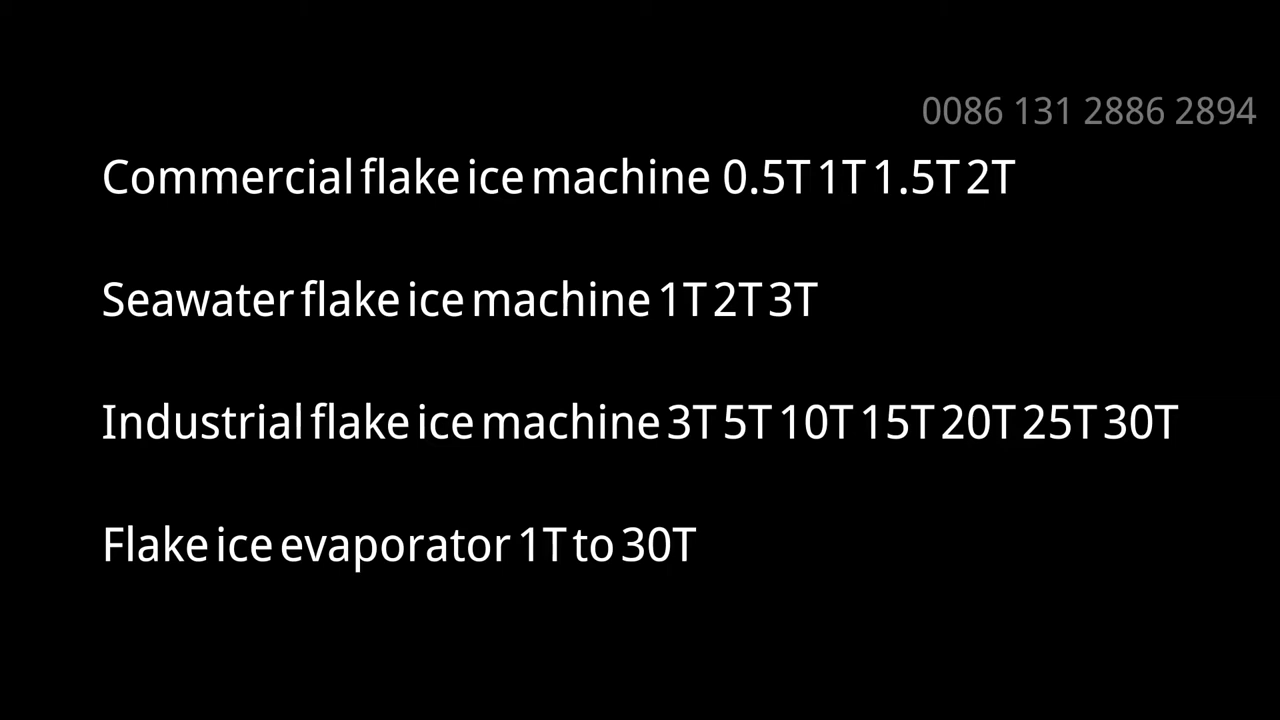 0086 131 2886 2894
Commercial flake ice machine 0.5T 1T 1.5T 2T
Seawater flake ice machine 1T 2T 3T
Industrial flake ice machine 3T 5T 10T 15T 20T 25T 30T
Flake ice evaporator 1T to 30T